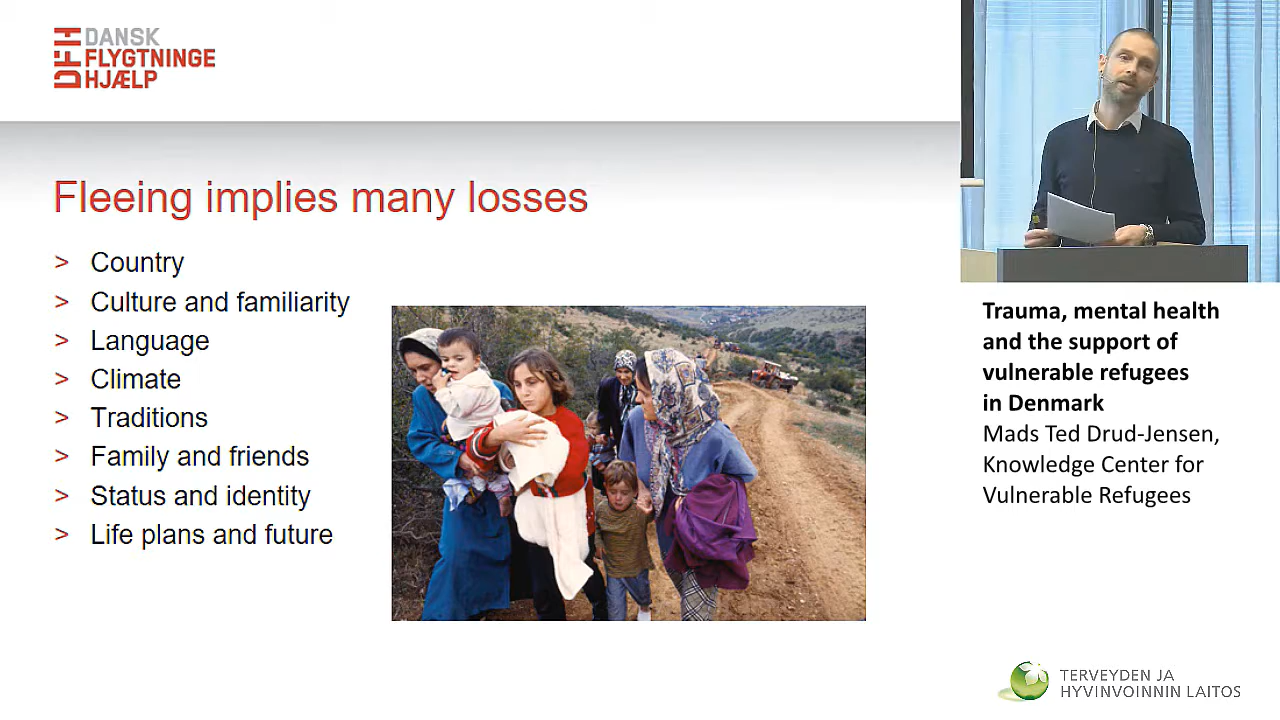 DFH DANSK
FLYGTNINGE
HJÆLP
Fleeing implies many losses
> Country
> Culture and familiarity
> Language
> Climate
> Traditions
> Family and friends
> Status and identity
> Life plans and future
Trauma, mental health
and the support of
vulnerable refugees
in Denmark
Mads Ted Drud-Jensen,
Knowledge Center for
Vulnerable Refugees
TERVEYDEN JA
HYVINVOINNIN LAITOS